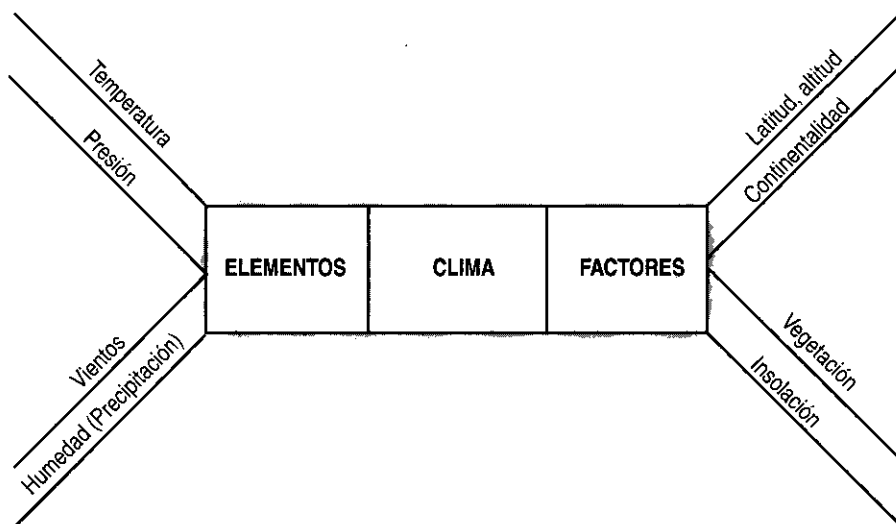 Temperatura
Presión
Latitud, altitud
Continentalidad
ELEMENTOS
CLIMA
FACTORES
Vientos
Humedad (Precipitación)
Vegetación
Insolación